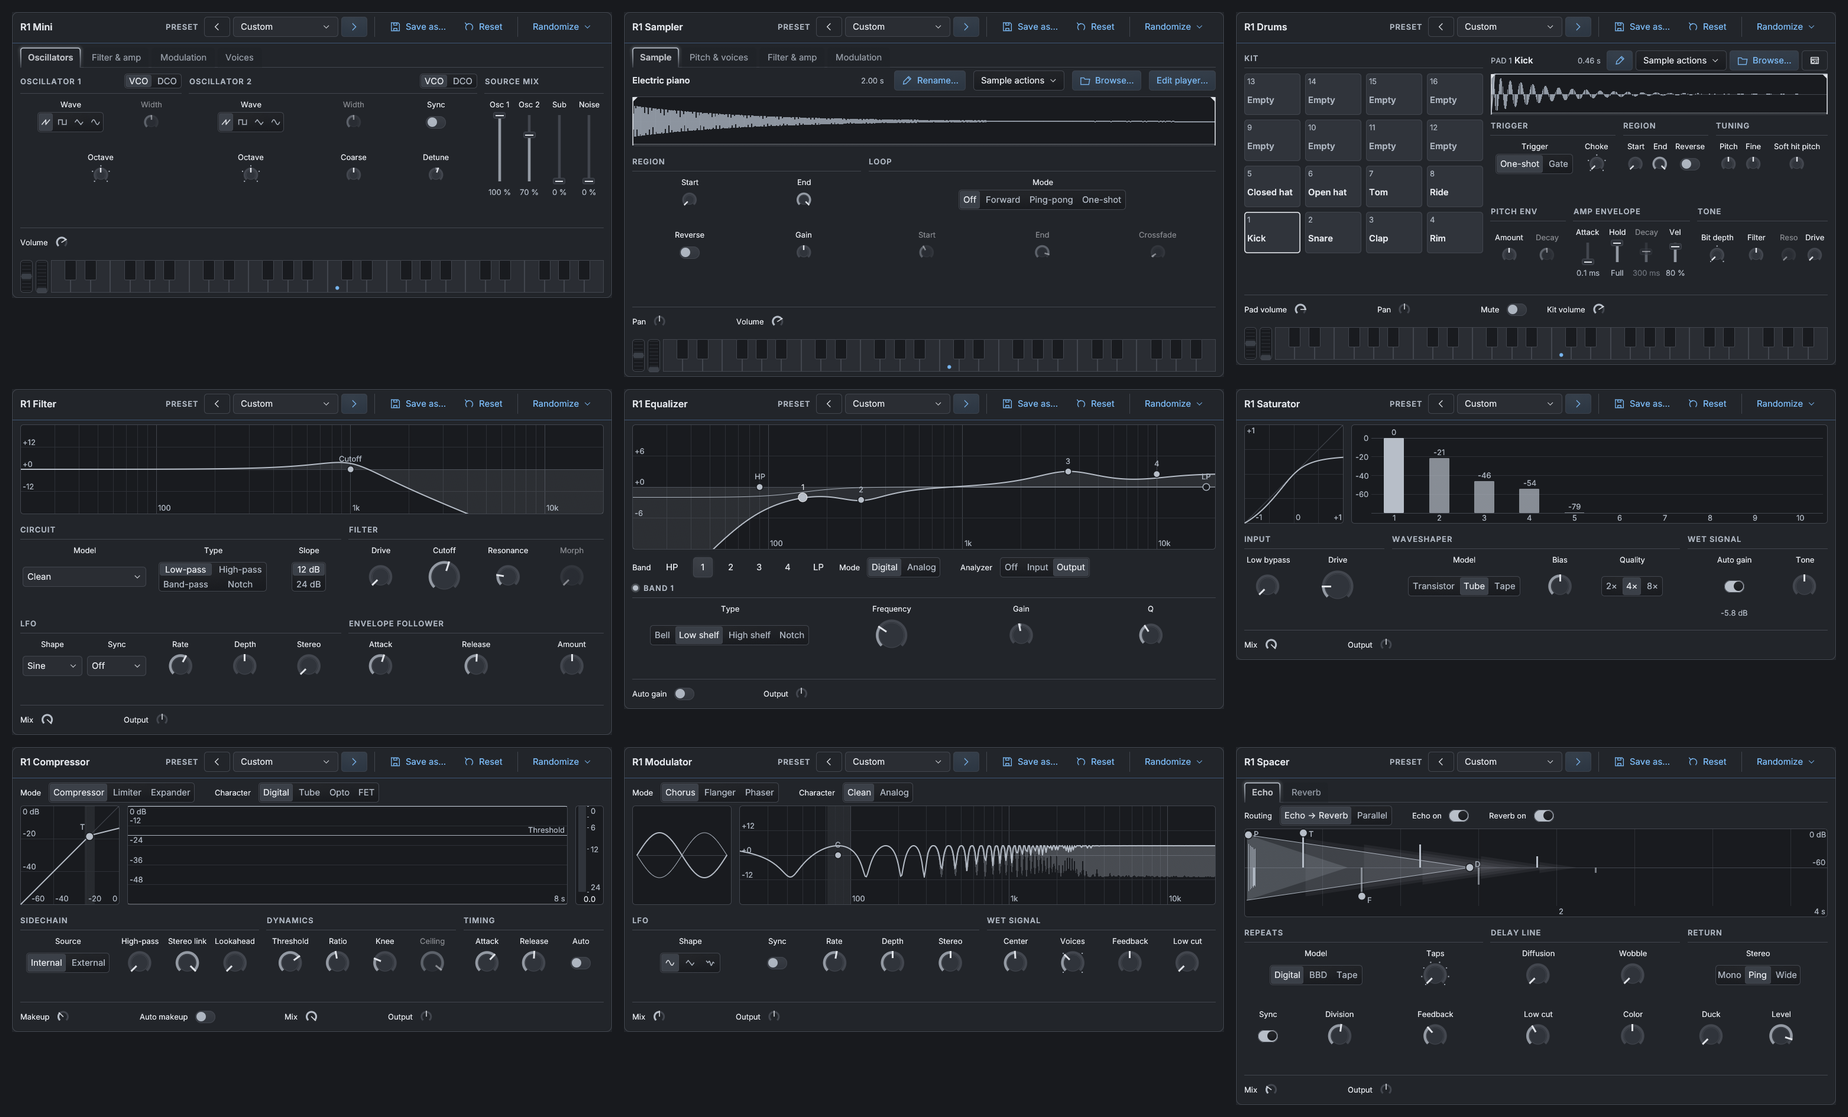 R1 Mini PRESET Custom Save as... Reset Randomize
Oscillators Filter & amp Modulation Voices
OSCILLATOR 1 VCO DCO OSCILLATOR 2 VCO DCO SOURCE MIX
Wave Width Wave Width Sync Osc 1 Osc 2 Sub Noise
Octave Octave Coarse Detune
100 % 70 % 0 % 0 %
Volume
R1 Sampler PRESET Custom Save as... Reset Randomize
Sample Pitch & voices Filter & amp Modulation
Electric piano 2.00 s Rename... Sample actions Browse... Edit player...
REGION LOOP
Start End Mode
Off Forward Ping-pong One-shot
Reverse Gain Start End Crossfade
Pan Volume
R1 Drums PRESET Custom Save as... Reset Randomize
KIT
13 14 15 16
Empty Empty Empty Empty
9 10 11 12
Empty Empty Empty Empty
5 6 7 8
Closed hat Open hat Tom Ride
1 2 3 4
Kick Snare Clap Rim
PAD 1 Kick 0.46 s Sample actions Browse...
TRIGGER REGION TUNING
Trigger Choke Start End Reverse Pitch Fine Soft hit pitch
One-shot Gate
PITCH ENV AMP ENVELOPE TONE
Amount Decay Attack Hold Decay Vel Bit depth Filter Reso Drive
0.1 ms Full 300 ms 80 %
Pad volume Pan Mute Kit volume
R1 Filter PRESET Custom Save as... Reset Randomize
+12
+0
-12
Cutoff
100 1k 10k
CIRCUIT FILTER
Model Type Slope Drive Cutoff Resonance Morph
Clean Low-pass High-pass 12 dB
Band-pass Notch 24 dB
LFO ENVELOPE FOLLOWER
Shape Sync Rate Depth Stereo Attack Release Amount
Sine Off
Mix Output
R1 Equalizer PRESET Custom Save as... Reset Randomize
+6
+0
-6
HP 1 2 3 4 LP
100 1k 10k
Band HP 1 2 3 4 LP Mode Digital Analog Analyzer Off Input Output
BAND 1
Type Frequency Gain Q
Bell Low shelf High shelf Notch
Auto gain Output
R1 Saturator PRESET Custom Save as... Reset Randomize
+1
-1 0 +1
0
-20
-40
-60
0 -21 -46 -54 -79
1 2 3 4 5 6 7 8 9 10
INPUT WAVESHAPER WET SIGNAL
Low bypass Drive Model Bias Quality Auto gain Tone
Transistor Tube Tape 2× 4× 8×
-5.8 dB
Mix Output
R1 Compressor PRESET Custom Save as... Reset Randomize
Mode Compressor Limiter Expander Character Digital Tube Opto FET
0 dB
-20
-40
T
-60 -40 -20 0
0 dB
-12
-24
-36
-48
Threshold
8 s
0
-6
-12
24
0.0
SIDECHAIN DYNAMICS TIMING
Source High-pass Stereo link Lookahead Threshold Ratio Knee Ceiling Attack Release Auto
Internal External
Makeup Auto makeup Mix Output
R1 Modulator PRESET Custom Save as... Reset Randomize
Mode Chorus Flanger Phaser Character Clean Analog
+12
+0
-12
C
100 1k 10k
LFO WET SIGNAL
Shape Sync Rate Depth Stereo Center Voices Feedback Low cut
Mix Output
R1 Spacer PRESET Custom Save as... Reset Randomize
Echo Reverb
Routing Echo → Reverb Parallel Echo on Reverb on
P T D F
0 dB
-60
2 4 s
REPEATS DELAY LINE RETURN
Model Taps Diffusion Wobble Stereo
Digital BBD Tape Mono Ping Wide
Sync Division Feedback Low cut Color Duck Level
Mix Output